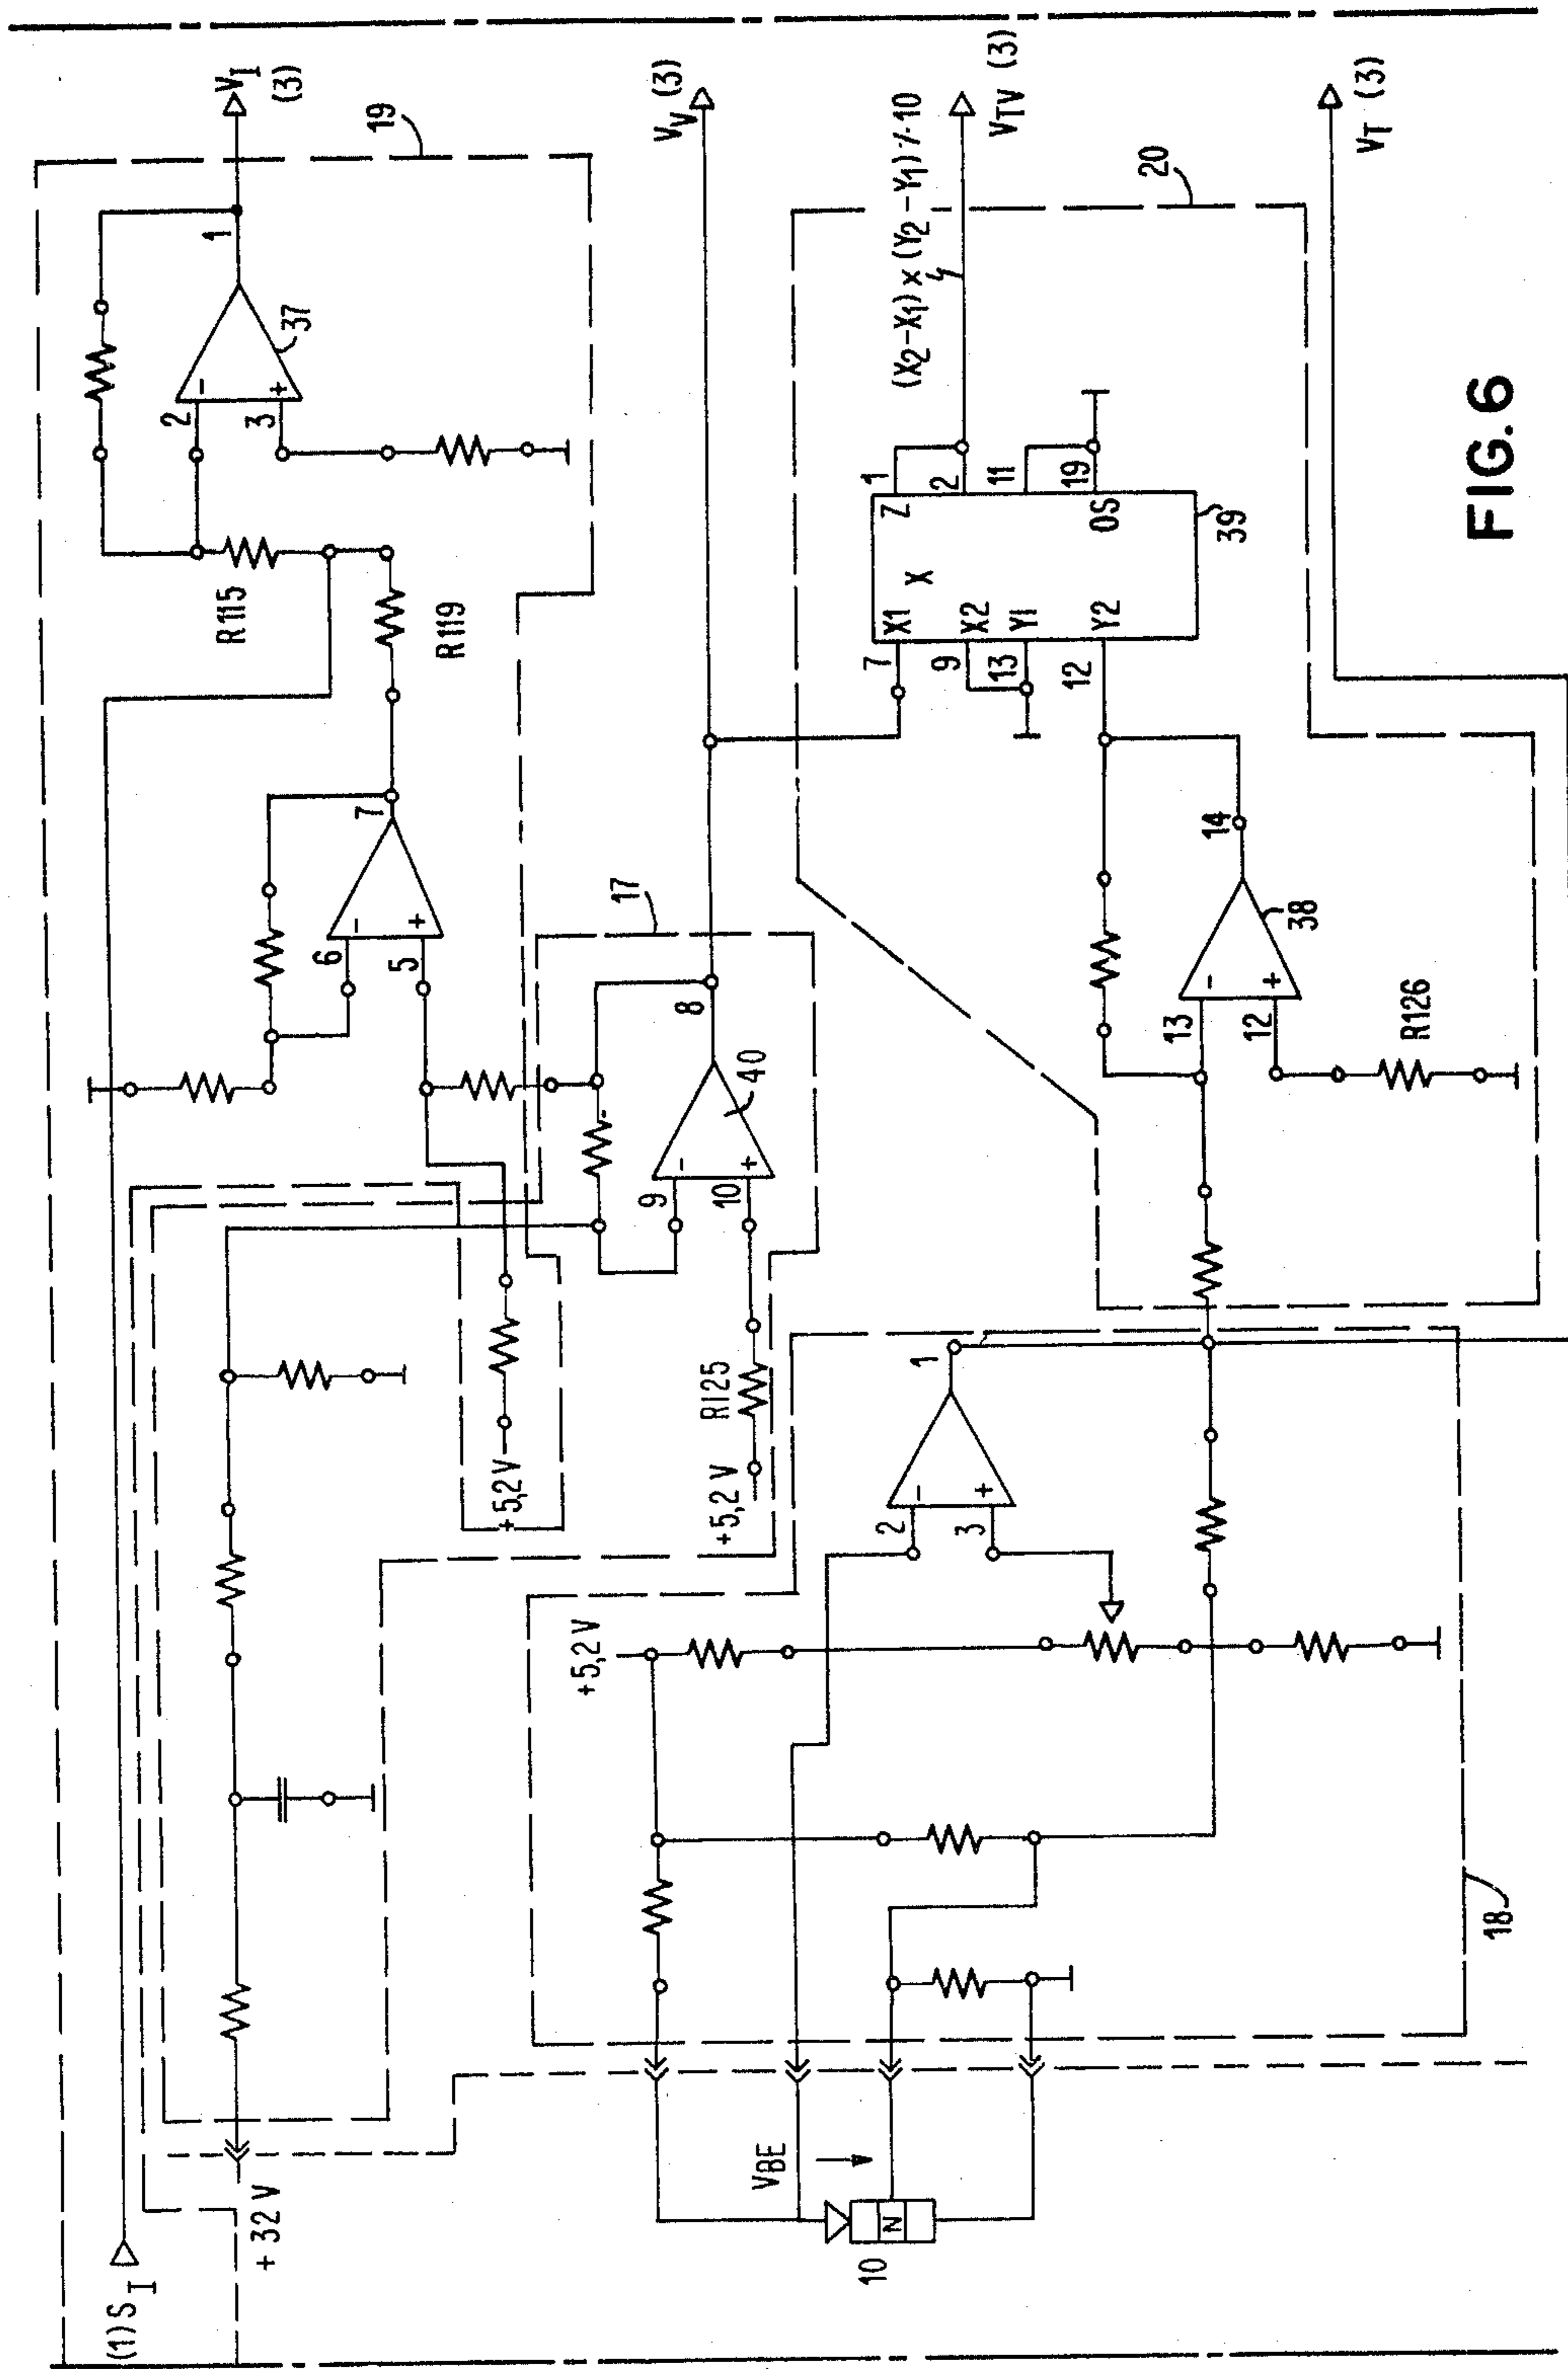 V_I
(3)
19
1
37
2
-
3
+
R115
R119
7
6
-
5
+
V_V (3)
17
8
40
9
-
10
+
R125
+5,2 V
+5,2 V
(1) S_I
+32 V
(X2-X1) x (Y2-Y1) ⁒10
V_TV (3)
20
1
2
11
19
Z
OS
X
X1
X2
Y1
Y2
7
9
13
12
39
V_T (3)
14
38
13
-
12
+
R126
1
2
-
3
+
+5,2 V
18
V_BE
N
10
FIG.6